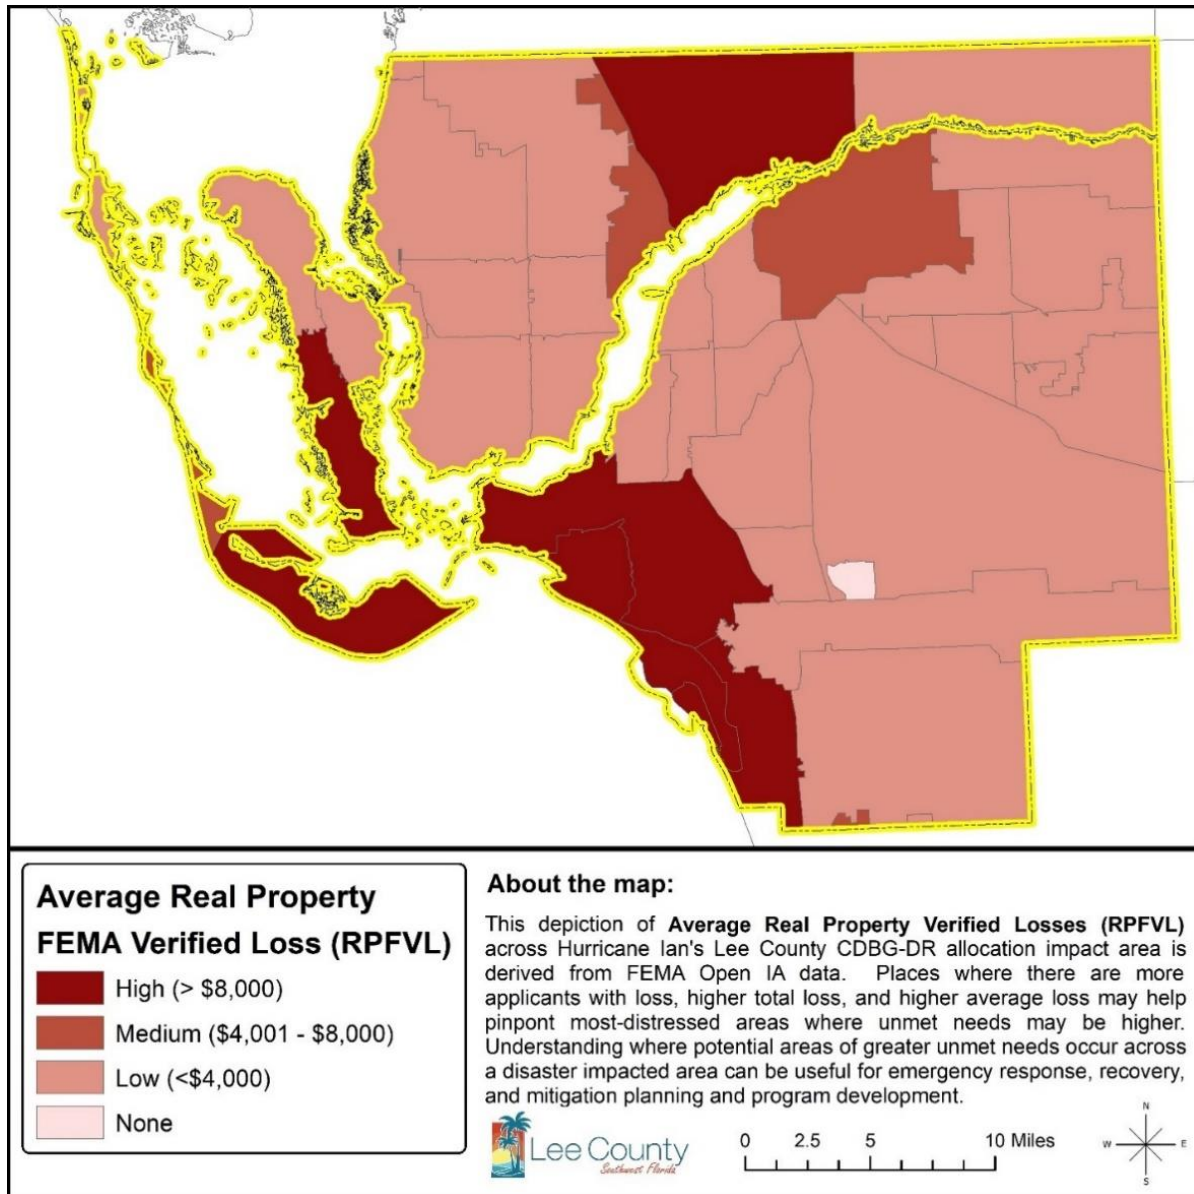 Average Real Property
FEMA Verified Loss (RPFVL)
High (> $8,000)
Medium ($4,001 - $8,000)
Low (<$4,000)
None
About the map:
This depiction of Average Real Property Verified Losses (RPFVL)
across Hurricane Ian's Lee County CDBG-DR allocation impact area is
derived from FEMA Open IA data. Places where there are more
applicants with loss, higher total loss, and higher average loss may help
pinpont most-distressed areas where unmet needs may be higher.
Understanding where potential areas of greater unmet needs occur across
a disaster impacted area can be useful for emergency response, recovery,
and mitigation planning and program development.
Lee County
Southwest Florida
0 2.5 5 10 Miles
N
W E
S